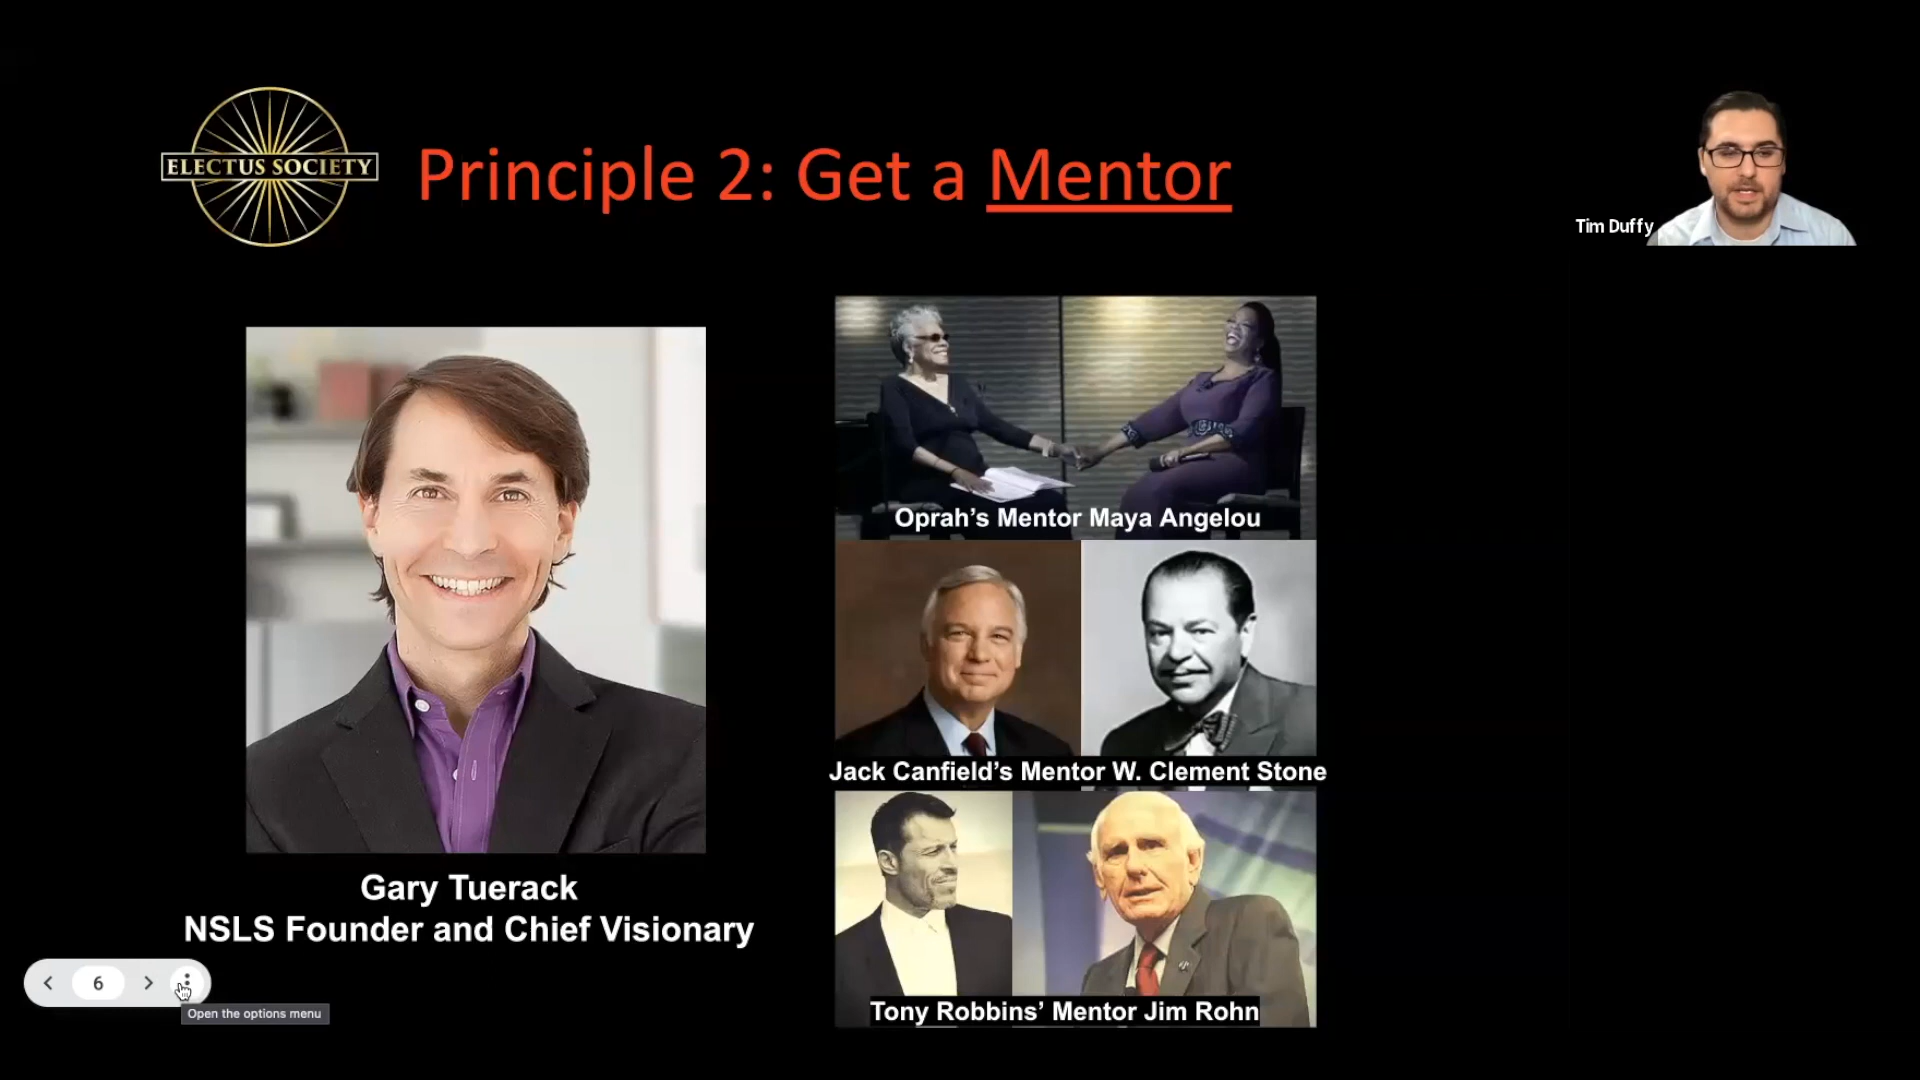 ELECTUS SOCIETY
Principle 2: Get a Mentor
Tim Duffy
Oprah’s Mentor Maya Angelou
Jack Canfield’s Mentor W. Clement Stone
Tony Robbins’ Mentor Jim Rohn
Gary Tuerack
NSLS Founder and Chief Visionary
6
Open the options menu